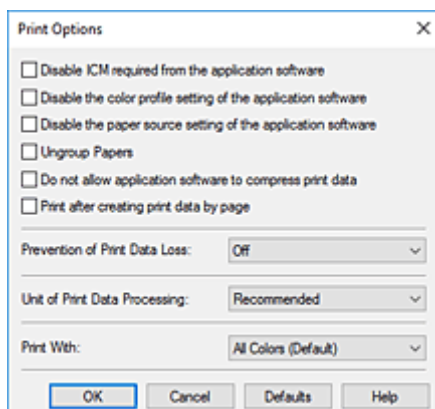 Print Options
Disable ICM required from the application software
Disable the color profile setting of the application software
Disable the paper source setting of the application software
Ungroup Papers
Do not allow application software to compress print data
Print after creating print data by page
Prevention of Print Data Loss: Off
Unit of Print Data Processing: Recommended
Print With: All Colors (Default)
OK Cancel Defaults Help